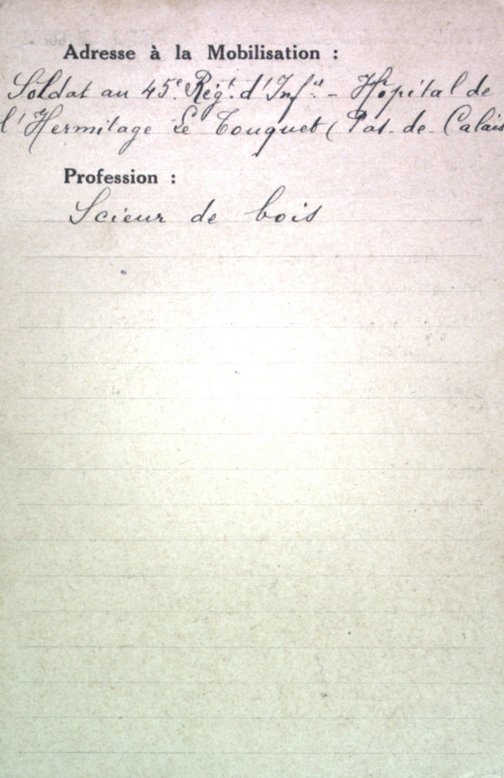 Adresse à la Mobilisation :
Soldat au 45e. Régt. d'Infie. - Hôpital de
l'Hermitage Le Touquet (Pas-de-Calais
Profession :
Scieur de bois